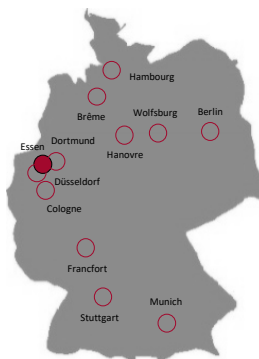 Hambourg
Brême
Wolfsburg
Berlin
Hanovre
Essen
Dortmund
Düsseldorf
Cologne
Francfort
Stuttgart
Munich